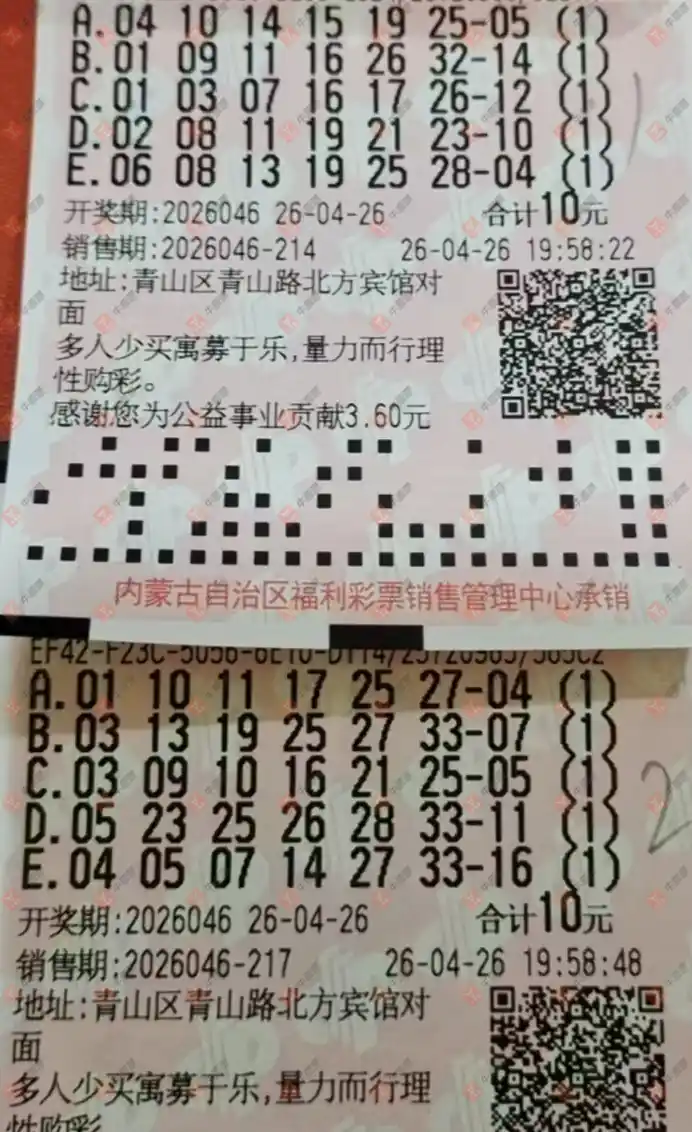 A.04 10 14 15 19 25-05 (1)
B.01 09 11 16 26 32-14 (1)
C.01 03 07 16 17 26-12 (1)
D.02 08 11 19 21 23-10 (1)
E.06 08 13 19 25 28-04 (1)
开奖期:2026046 26-04-26 合计10元
销售期:2026046-214 26-04-26 19:58:22
地址:青山区青山路北方宾馆对
面
多人少买寓募于乐,量力而行理
性购彩。
感谢您为公益事业贡献3.60元
内蒙古自治区福利彩票销售管理中心承销
A.01 10 11 17 25 27-04 (1)
B.03 13 19 25 27 33-07 (1)
C.03 09 10 16 21 25-05 (1)
D.05 23 25 26 28 33-11 (1)
E.04 05 07 14 27 33-16 (1)
2
开奖期:2026046 26-04-26 合计10元
销售期:2026046-217 26-04-26 19:58:48
地址:青山区青山路北方宾馆对
面
多人少买寓募于乐,量力而行理
性购彩